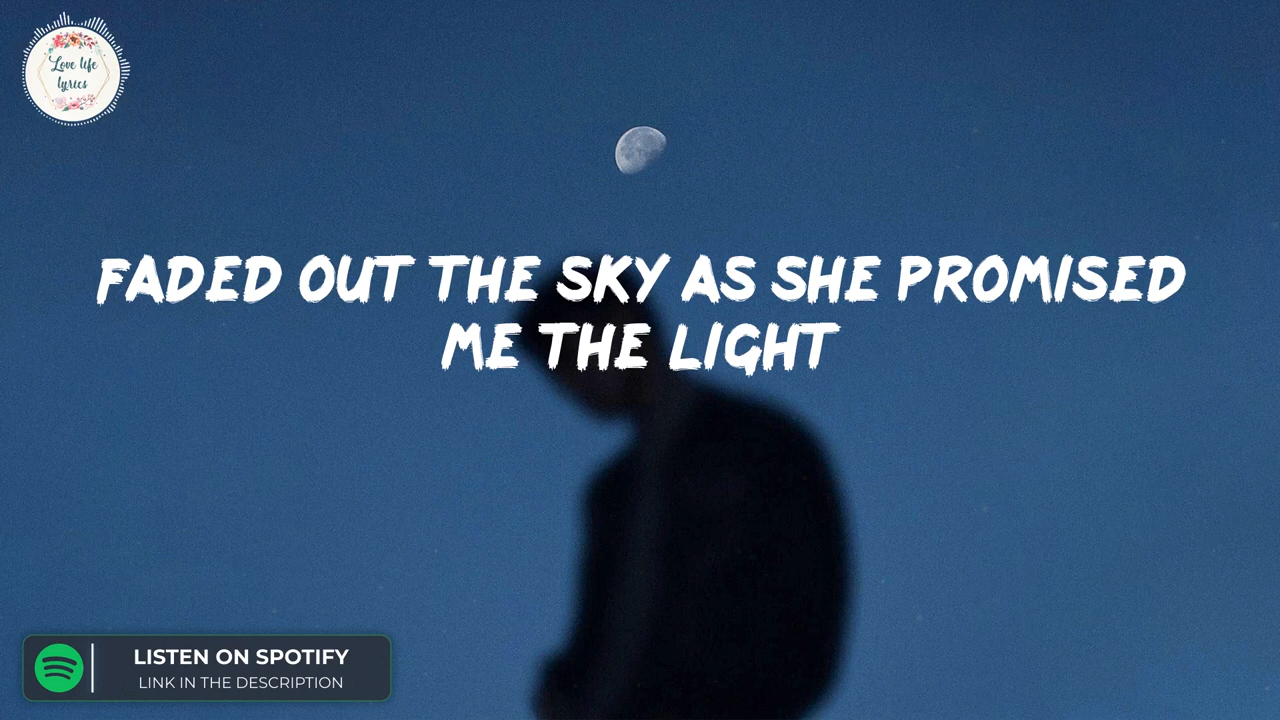 Love life
lyrics
FADED OUT THE SKY AS SHE PROMISED
ME THE LIGHT
LISTEN ON SPOTIFY
LINK IN THE DESCRIPTION